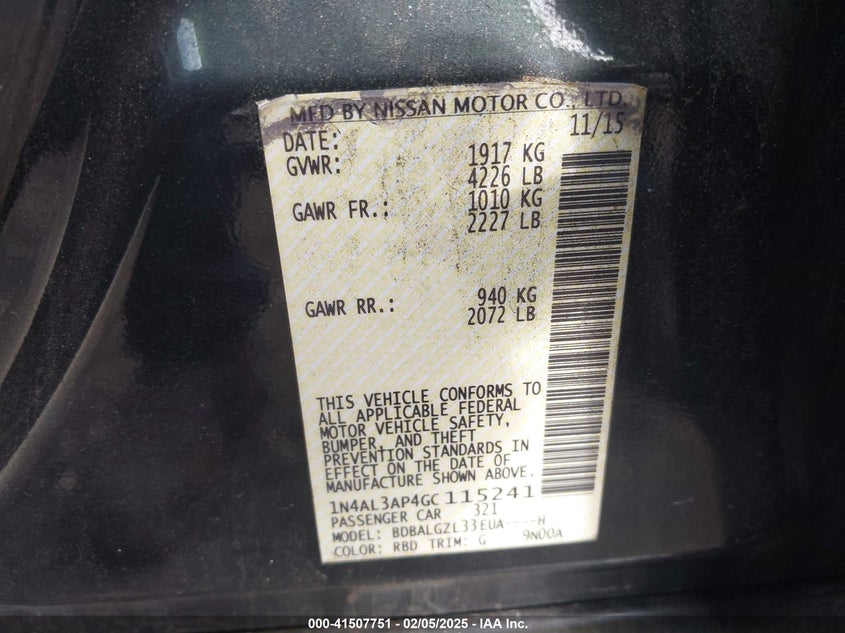 MFD BY NISSAN MOTOR CO., LTD.
DATE: 11/15
GVWR: 1917 KG
4226 LB
GAWR FR.: 1010 KG
2227 LB
GAWR RR.: 940 KG
2072 LB
THIS VEHICLE CONFORMS TO
ALL APPLICABLE FEDERAL
MOTOR VEHICLE SAFETY,
BUMPER, AND THEFT
PREVENTION STANDARDS IN
EFFECT ON THE DATE OF
MANUFACTURE SHOWN ABOVE.
1N4AL3AP4GC115241
PASSENGER CAR 321
MODEL: BDBALGZL33EUA----H
COLOR: RBD TRIM: G 9N00A
000-41507751 — 02/05/2025 — IAA Inc.